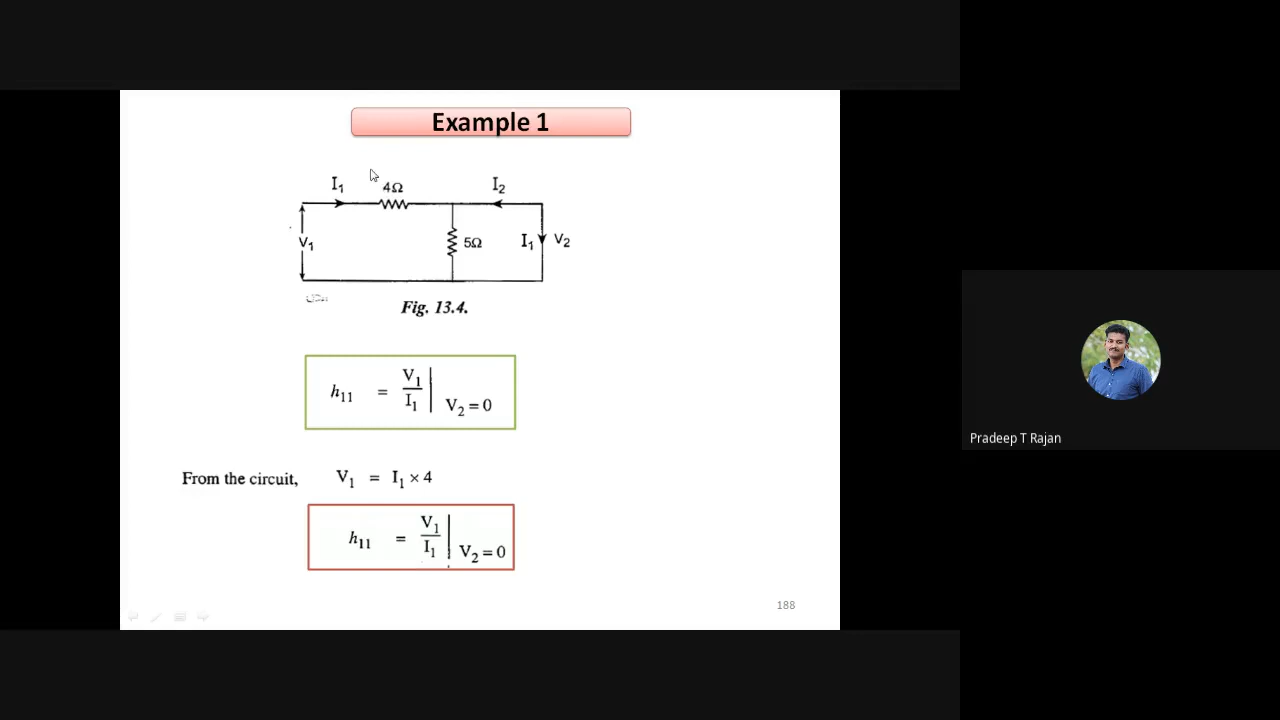 Example 1
I1
4Ω
I2
V1
5Ω
I1
V2
Fig. 13.4.
h11 = V1/I1 | V2 = 0
From the circuit, V1 = I1 × 4
h11 = V1/I1 | V2 = 0
188
Pradeep T Rajan